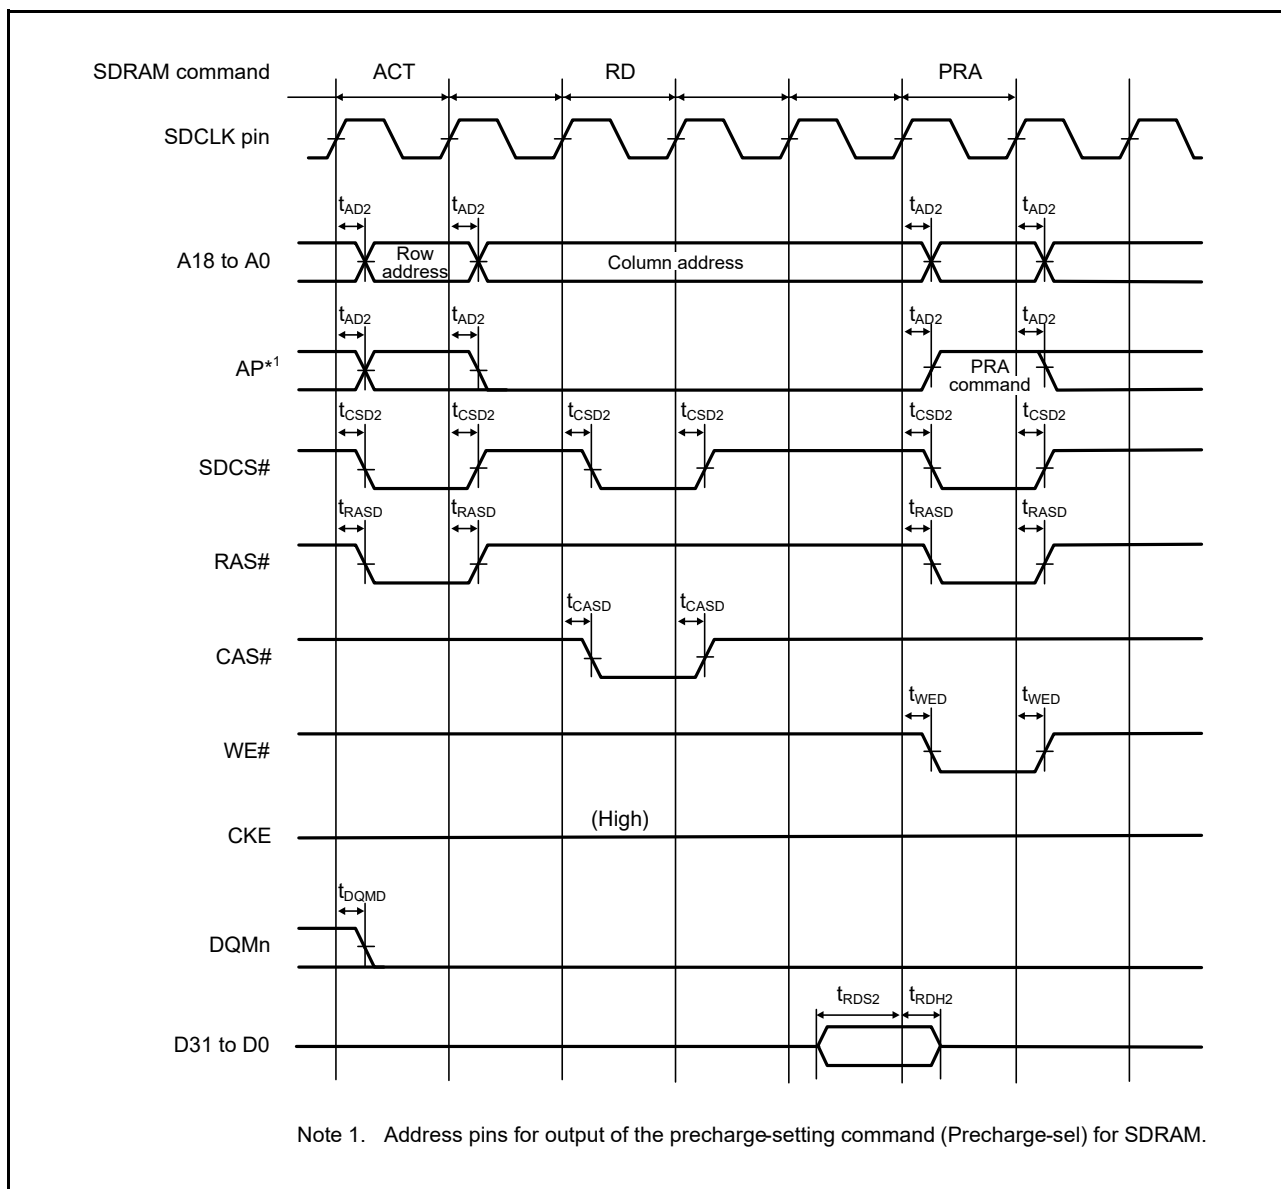 SDRAM command ACT RD PRA
SDCLK pin
tAD2 tAD2 tAD2 tAD2
A18 to A0 Row address Column address
tAD2 tAD2 tAD2 tAD2
AP*1 PRA command
tCSD2 tCSD2 tCSD2 tCSD2 tCSD2 tCSD2
SDCS#
tRASD tRASD tRASD tRASD
RAS#
tCASD tCASD
CAS#
tWED tWED
WE#
(High)
CKE
tDQMD
DQMn
tRDS2 tRDH2
D31 to D0
Note 1. Address pins for output of the precharge-setting command (Precharge-sel) for SDRAM.